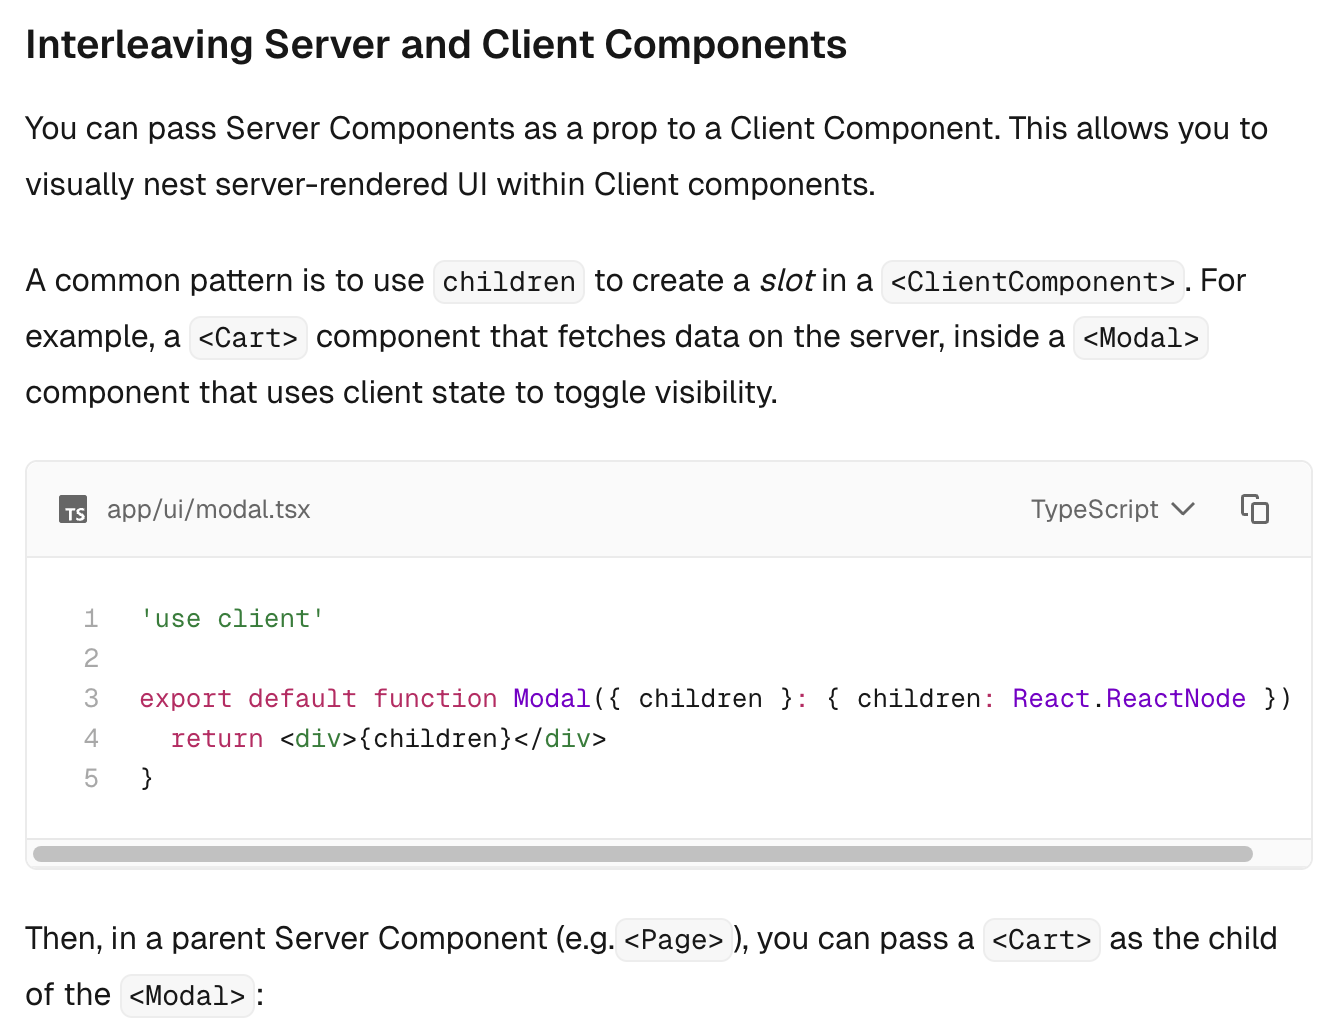 Interleaving Server and Client Components
You can pass Server Components as a prop to a Client Component. This allows you to
visually nest server-rendered UI within Client components.
A common pattern is to use children to create a slot in a <ClientComponent>. For
example, a <Cart> component that fetches data on the server, inside a <Modal>
component that uses client state to toggle visibility.
TS app/ui/modal.tsx TypeScript
1 'use client'
2
3 export default function Modal({ children }: { children: React.ReactNode })
4   return <div>{children}</div>
5 }
Then, in a parent Server Component (e.g.<Page>), you can pass a <Cart> as the child
of the <Modal>: